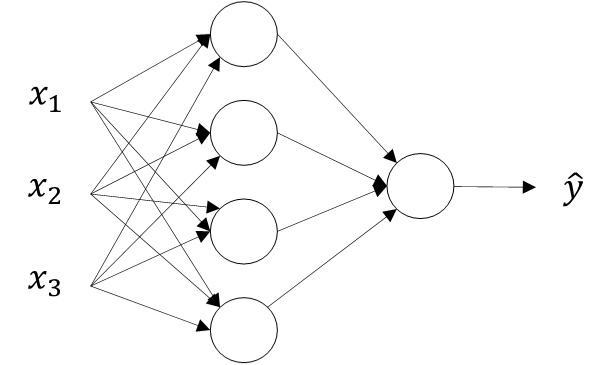 x₁
x₂
x₃
ŷ